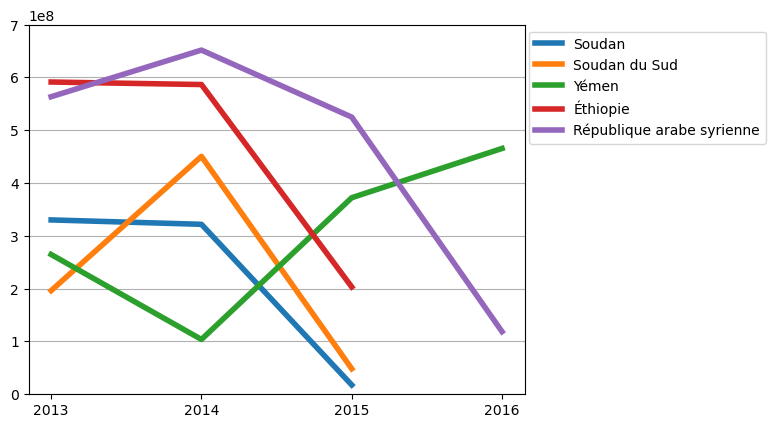 1e8
7
6
5
4
3
2
1
0
2013
2014
2015
2016
Soudan
Soudan du Sud
Yémen
Éthiopie
République arabe syrienne